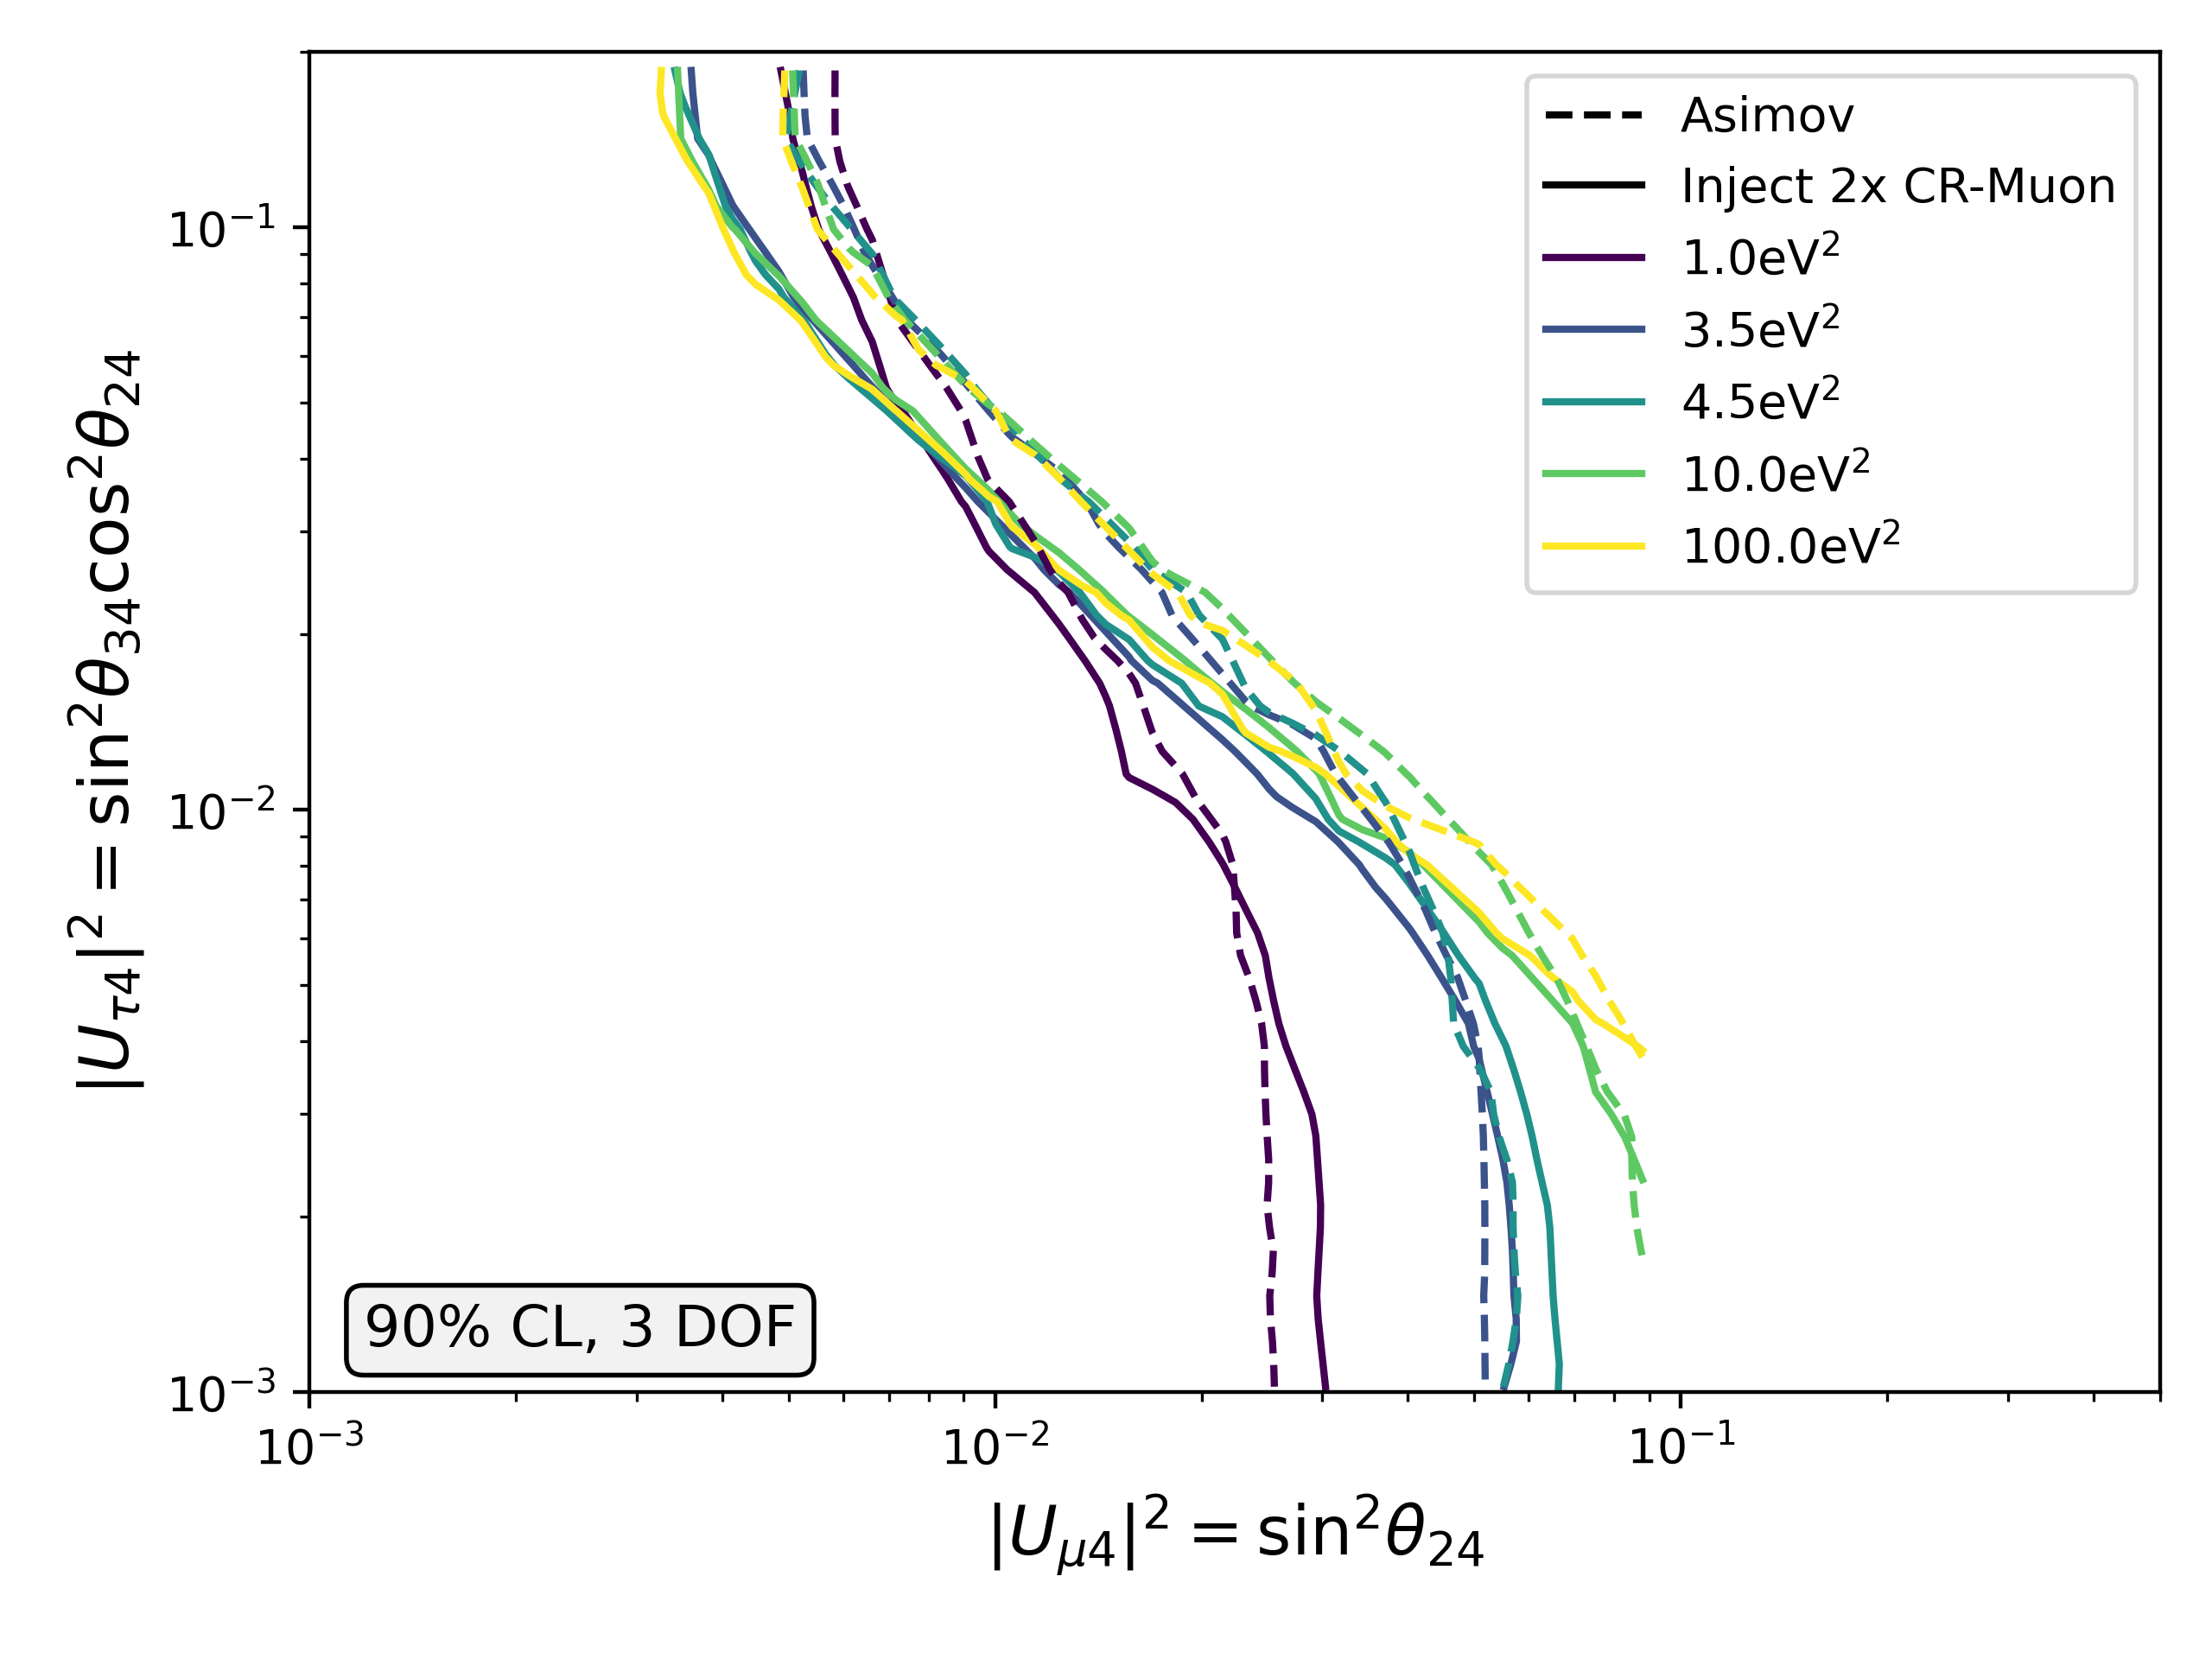 Asimov
Inject 2x CR-Muon
1.0eV²
3.5eV²
4.5eV²
10.0eV²
100.0eV²
10⁻¹
10⁻²
10⁻³
|U_τ4|² = sin²θ₃₄cos²θ₂₄
90% CL, 3 DOF
10⁻³ 10⁻² 10⁻¹
|U_μ4|² = sin²θ₂₄